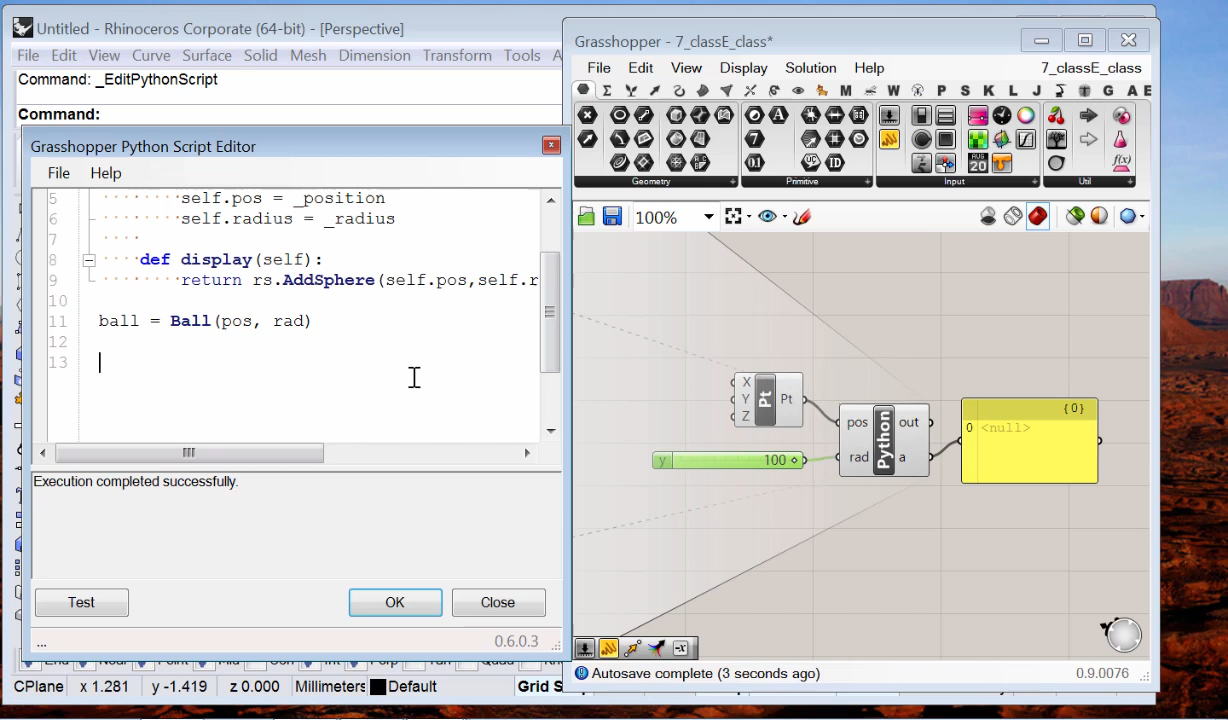 Untitled - Rhinoceros Corporate (64-bit) - [Perspective]
File Edit View Curve Surface Solid Mesh Dimension Transform Tools A
Command: _EditPythonScript
Command:
Grasshopper Python Script Editor
File Help
5 self.pos = _position
6 self.radius = _radius
7
8 def display(self):
9 return rs.AddSphere(self.pos,self.r
10
11 ball = Ball(pos, rad)
12
13
Execution completed successfully.
Test OK Close
... 0.6.0.3
CPlane x 1.281 y -1.419 z 0.000 Millimeters Default Grid S
Grasshopper - 7_classE_class*
File Edit View Display Solution Help 7_classE_class
M W P S K L J G A E
Geometry Primitive Input Util
100%
X
Y
Z
Pt
Pt
y 100
pos
rad
Python
out
a
{0}
0 <null>
Autosave complete (3 seconds ago) 0.9.0076